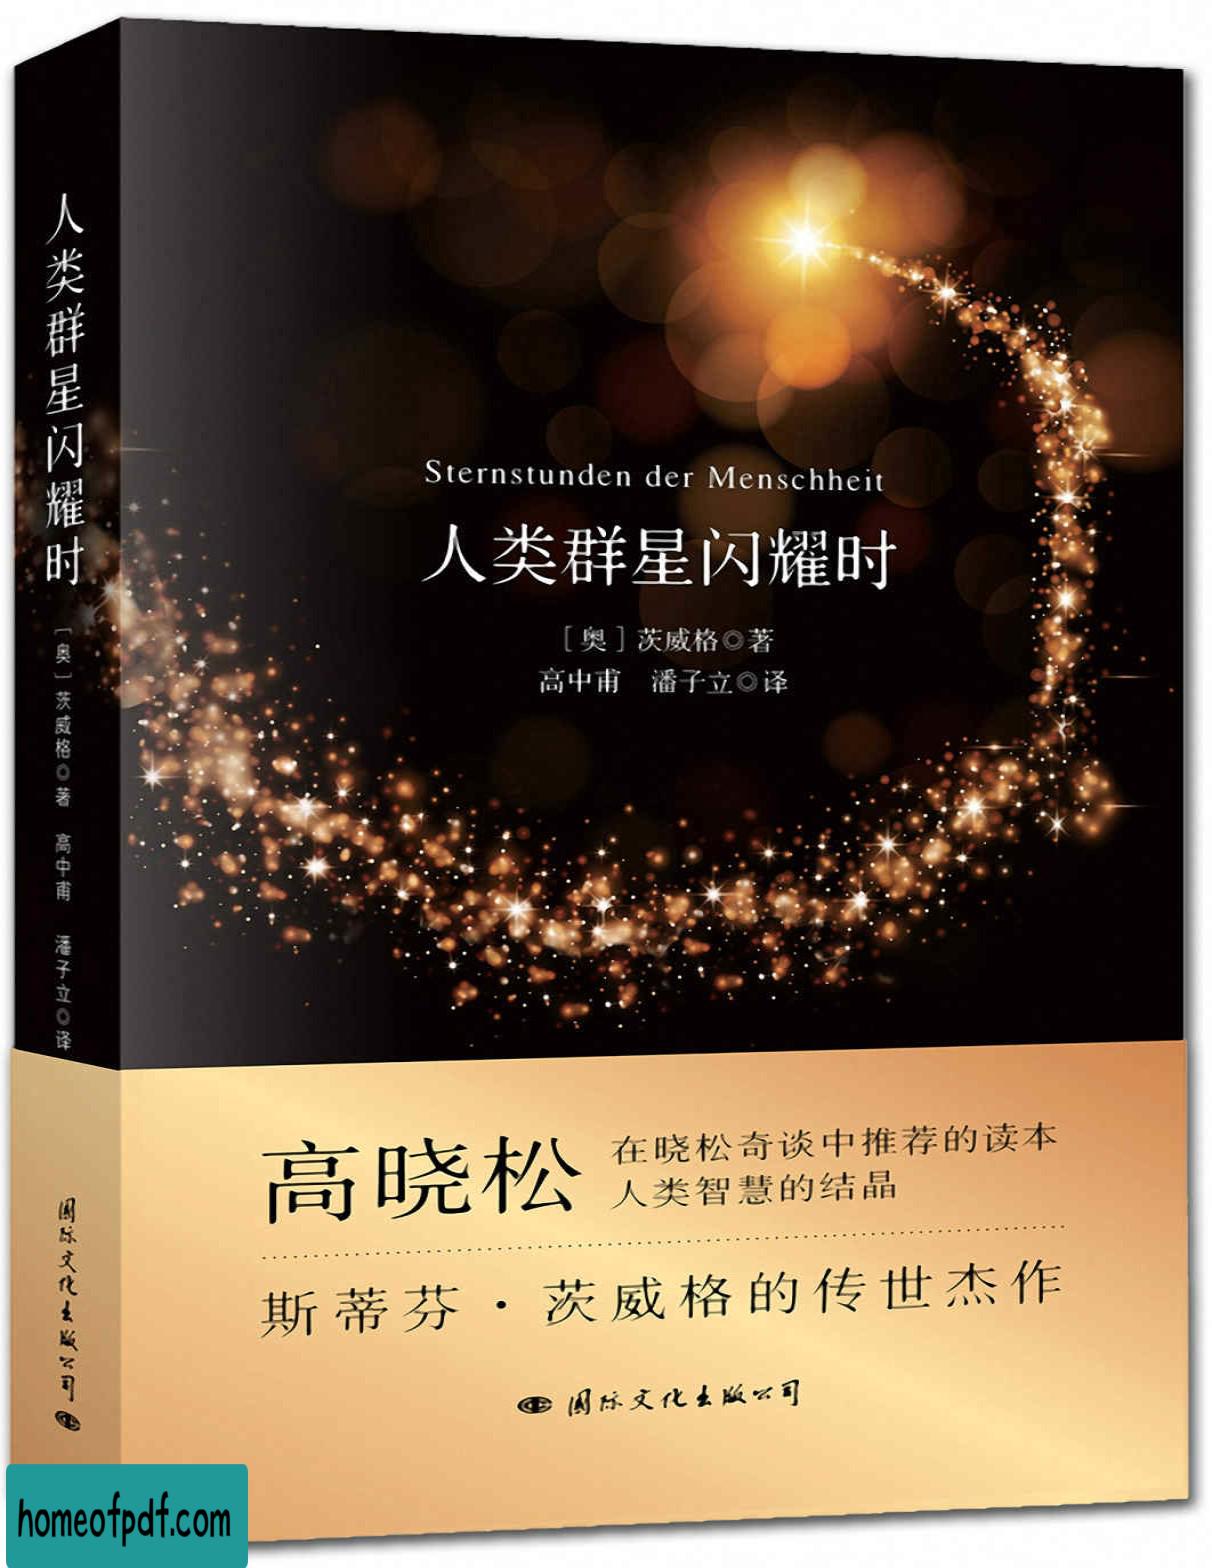 人类群星闪耀时
[奥]茨威格◎著 高中甫 潘子立◎译
国际文化出版公司
Sternstunden der Menschheit
人类群星闪耀时
[奥]茨威格◎著
高中甫 潘子立◎译
高晓松
在晓松奇谈中推荐的读本
人类智慧的结晶
斯蒂芬·茨威格的传世杰作
国际文化出版公司
homeofpdf.com